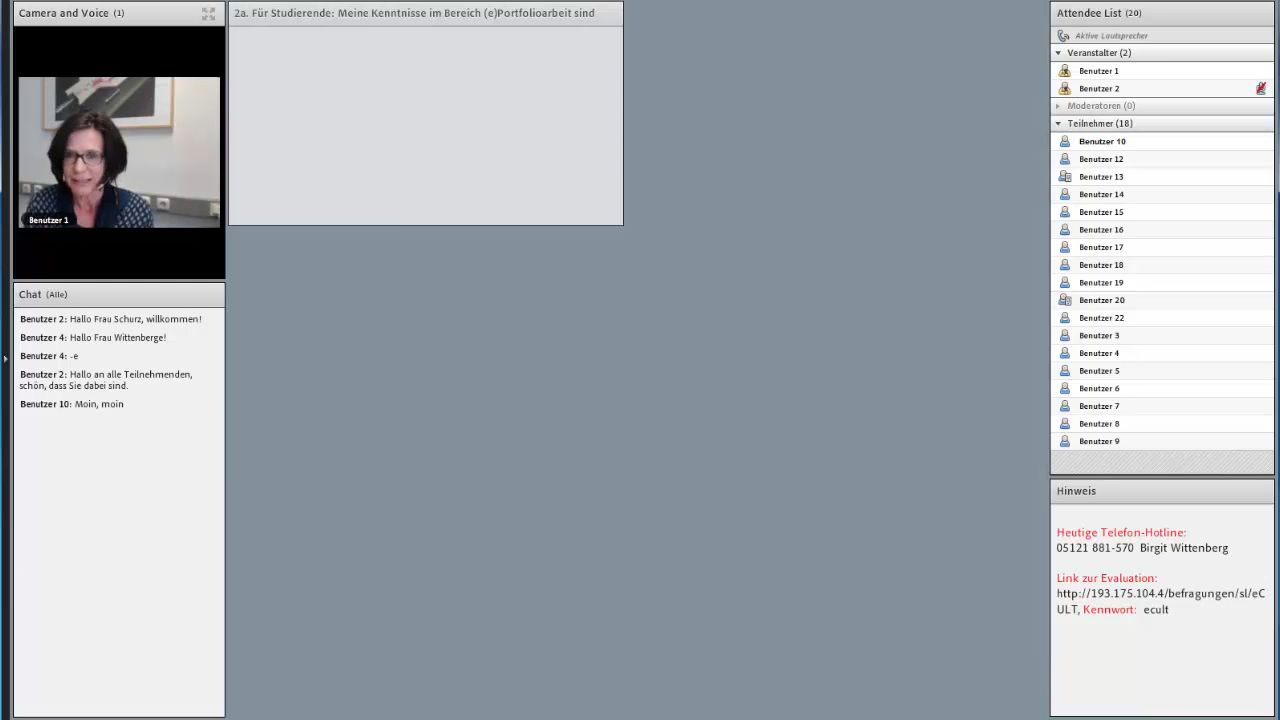 Camera and Voice (1)
Benutzer 1
Chat (Alle)
Benutzer 2: Hallo Frau Schurz, willkommen!
Benutzer 4: Hallo Frau Wittenberge!
Benutzer 4: -e
Benutzer 2: Hallo an alle Teilnehmenden,
schön, dass Sie dabei sind.
Benutzer 10: Moin, moin
2a. Für Studierende: Meine Kenntnisse im Bereich (e)Portfolioarbeit sind
Attendee List (20)
Aktive Lautsprecher
Veranstalter (2)
Benutzer 1
Benutzer 2
Moderatoren (0)
Teilnehmer (18)
Benutzer 10
Benutzer 12
Benutzer 13
Benutzer 14
Benutzer 15
Benutzer 16
Benutzer 17
Benutzer 18
Benutzer 19
Benutzer 20
Benutzer 22
Benutzer 3
Benutzer 4
Benutzer 5
Benutzer 6
Benutzer 7
Benutzer 8
Benutzer 9
Hinweis
Heutige Telefon-Hotline:
05121 881-570 Birgit Wittenberg
Link zur Evaluation:
http://193.175.104.4/befragungen/sl/eC
ULT, Kennwort: ecult